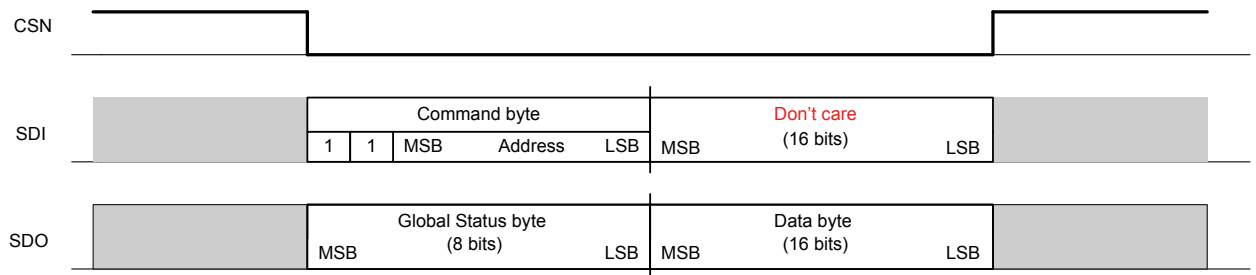 CSN
Command byte
Don't care
SDI
1 1 MSB Address LSB MSB (16 bits) LSB
Global Status byte
Data byte
SDO
(8 bits)
(16 bits)
MSB LSB MSB LSB